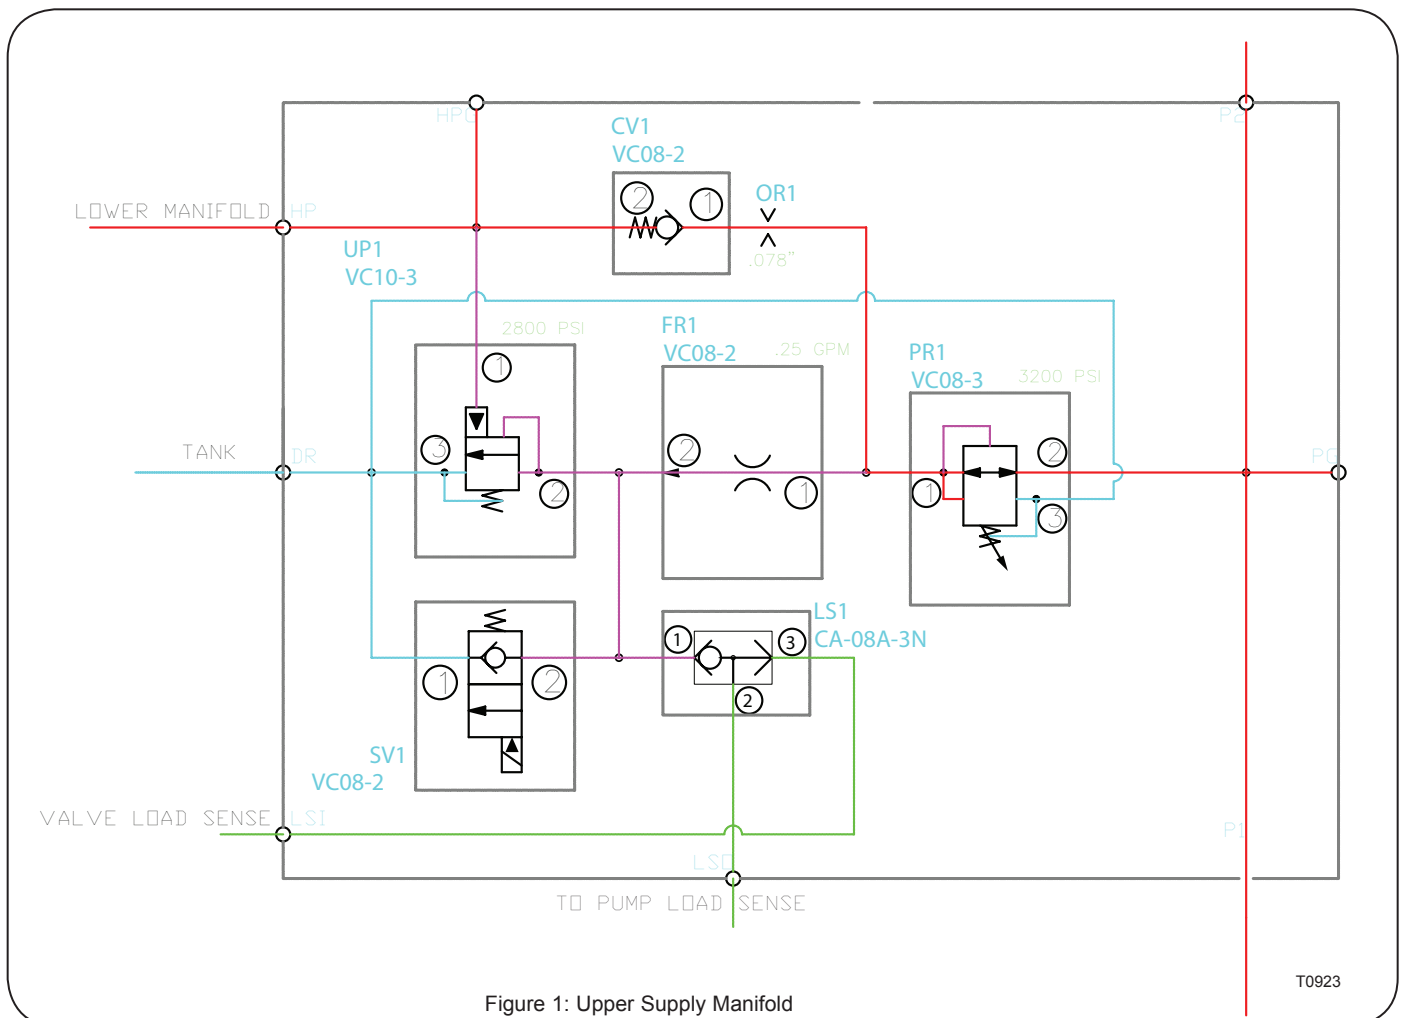 HPG
P2
CV1
VC08-2
2
1
OR1
.078"
LOWER MANIFOLD HP
UP1
VC10-3
2800 PSI
FR1
VC08-2
.25 GPM
PR1
VC08-3
3200 PSI
1
TANK DR
3
2
2
1
1
2
3
PG
LS1
CA-08A-3N
1
3
2
1
2
SV1
VC08-2
VALVE LOAD SENSE LSI
P1
LSD
TO PUMP LOAD SENSE
T0923
Figure 1: Upper Supply Manifold